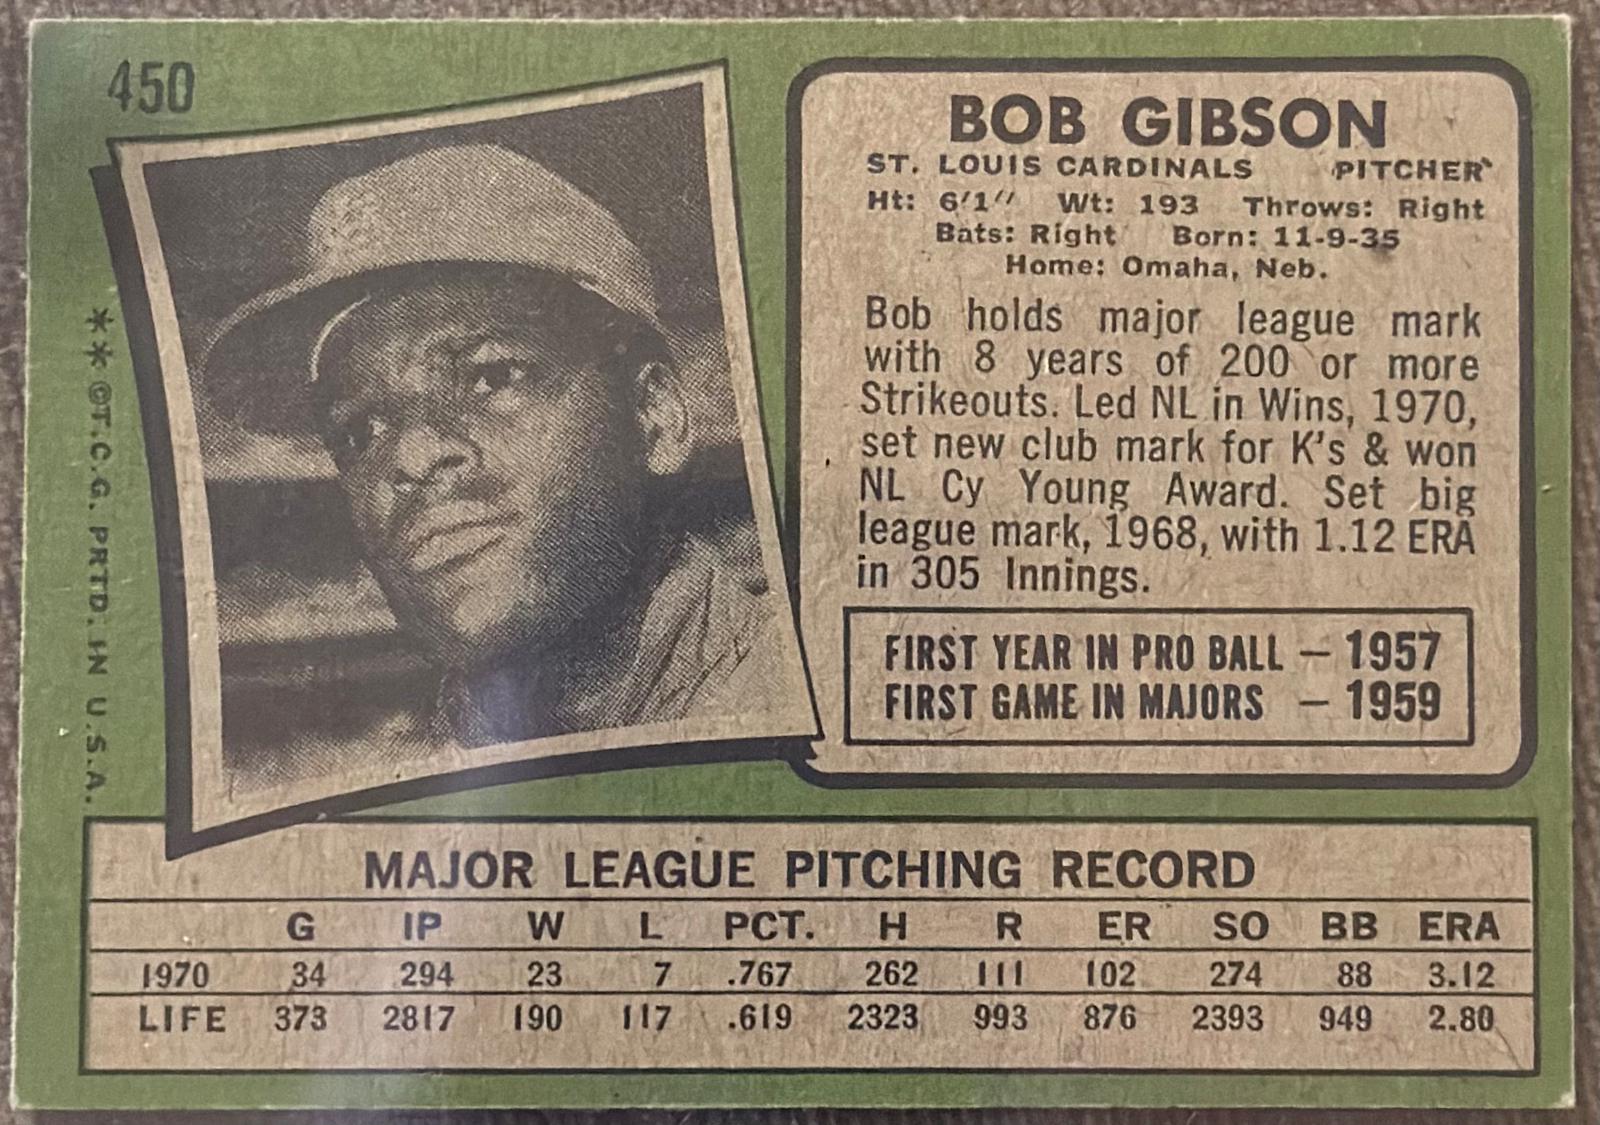 450
BOB GIBSON
ST. LOUIS CARDINALS PITCHER
Ht: 6'1" Wt: 193 Throws: Right
Bats: Right Born: 11-9-35
Home: Omaha, Neb.
Bob holds major league mark
with 8 years of 200 or more
Strikeouts. Led NL in Wins, 1970,
set new club mark for K's & won
NL Cy Young Award. Set big
league mark, 1968, with 1.12 ERA
in 305 Innings.
FIRST YEAR IN PRO BALL — 1957
FIRST GAME IN MAJORS — 1959
**©T.C.G. PRTD. IN U.S.A.
MAJOR LEAGUE PITCHING RECORD
G IP W L PCT. H R ER SO BB ERA
1970 34 294 23 7 .767 262 111 102 274 88 3.12
LIFE 373 2817 190 117 .619 2323 993 876 2393 949 2.80